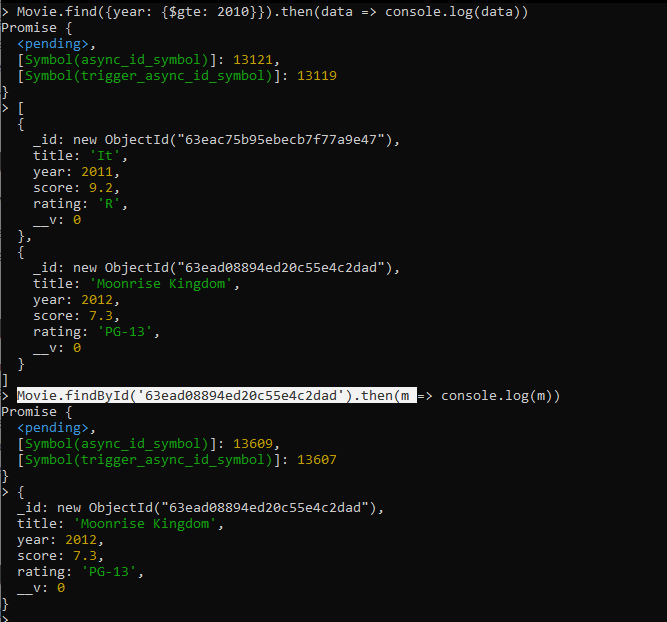 > Movie.find({year: {$gte: 2010}}).then(data => console.log(data))
Promise {
  <pending>,
  [Symbol(async_id_symbol)]: 13121,
  [Symbol(trigger_async_id_symbol)]: 13119
}
> [
  {
    _id: new ObjectId("63eac75b95ebecb7f77a9e47"),
    title: 'It',
    year: 2011,
    score: 9.2,
    rating: 'R',
    __v: 0
  },
  {
    _id: new ObjectId("63ead08894ed20c55e4c2dad"),
    title: 'Moonrise Kingdom',
    year: 2012,
    score: 7.3,
    rating: 'PG-13',
    __v: 0
  }
]
> Movie.findById('63ead08894ed20c55e4c2dad').then(m => console.log(m))
Promise {
  <pending>,
  [Symbol(async_id_symbol)]: 13609,
  [Symbol(trigger_async_id_symbol)]: 13607
}
> {
  _id: new ObjectId("63ead08894ed20c55e4c2dad"),
  title: 'Moonrise Kingdom',
  year: 2012,
  score: 7.3,
  rating: 'PG-13',
  __v: 0
}
>